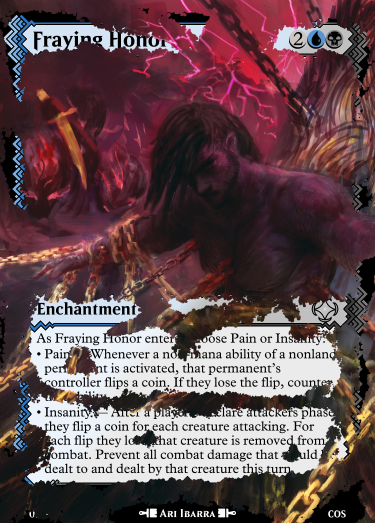 Fraying Honor 2
Enchantment
As Fraying Honor enters, choose Pain or Insanity.
• Pain — Whenever a non-mana ability of a nonland
permanent is activated, that permanent's
controller flips a coin. If they lose the flip, counter
• Insanity — After a player's declare attackers phase
they flip a coin for each creature attacking. For
each flip they lose, that creature is removed from
combat. Prevent all combat damage that would be
dealt to and dealt by that creature this turn.
Ari Ibarra COS